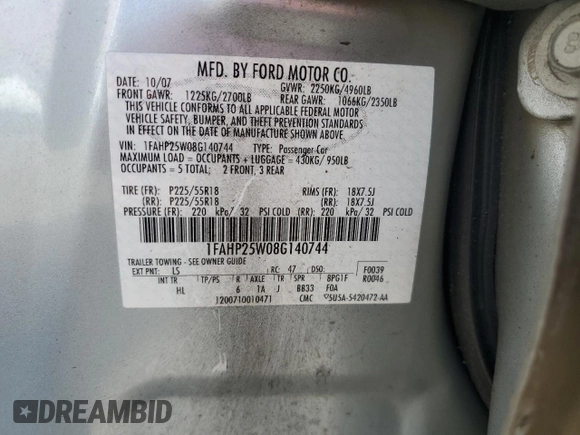 MFD. BY FORD MOTOR CO.
DATE: 10/07 GVWR: 2250KG/4960LB
FRONT GAWR: 1225KG/2700LB REAR GAWR: 1066KG/2350LB
THIS VEHICLE CONFORMS TO ALL APPLICABLE FEDERAL MOTOR
VEHICLE SAFETY, BUMPER, AND THEFT PREVENTION STANDARDS
IN EFFECT ON THE DATE OF MANUFACTURE SHOWN ABOVE.
VIN: 1FAHP25W08G140744 TYPE: Passenger Car
MAXIMUM LOAD = OCCUPANTS + LUGGAGE = 430KG/ 950LB
OCCUPANTS = 5 TOTAL; 2 FRONT, 3 REAR
TIRE (FR): P225/55R18 RIMS (FR): 18X7.5J
(RR): P225/55R18 (RR): 18X7.5J
PRESSURE (FR): 220 kPa/ 32 PSI COLD (RR): 220 kPa/ 32 PSI COLD
1FAHP25W08G140744
TRAILER TOWING - SEE OWNER GUIDE
EXT PNT: LS RC: 47 DSO: F0039
INT TR TP/PS R AXLE TR SPR BPG1F R0046
HL 6 1A J BB33 F0A
1200710010471 CMC 5U5A-5420472-AA
DREAMBID